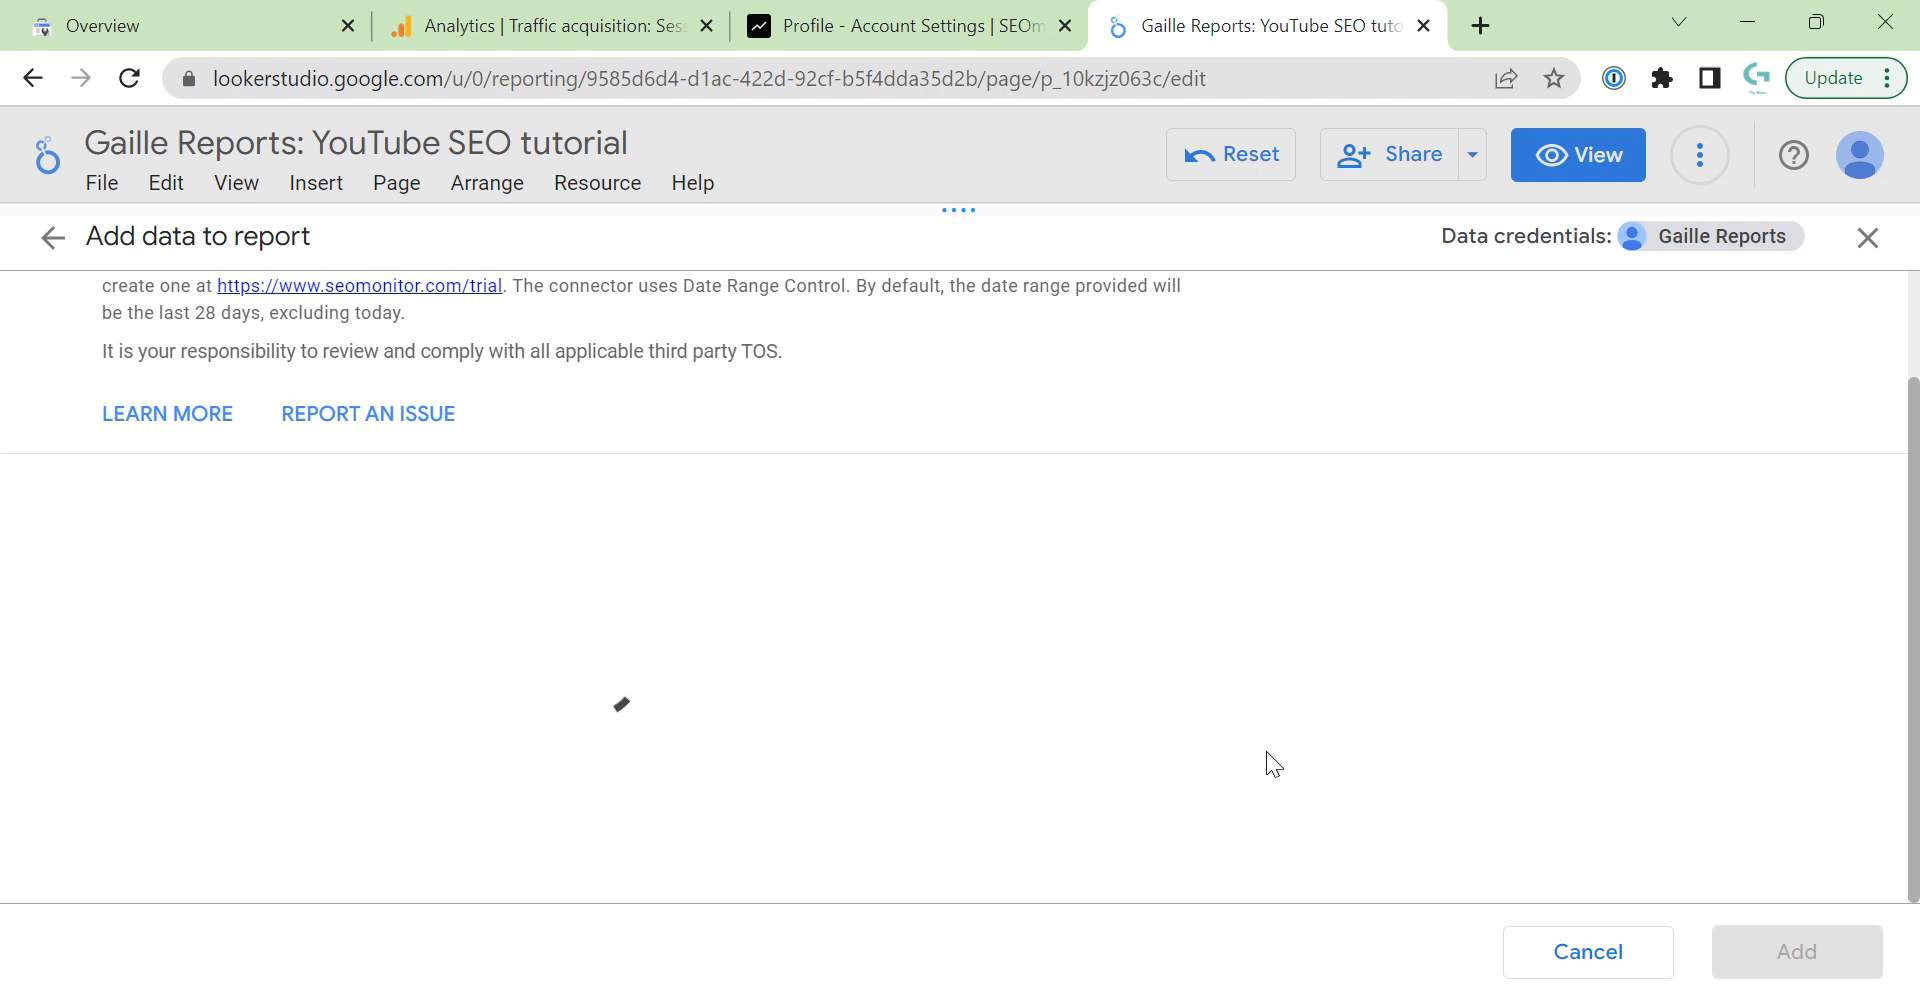 Overview
Analytics | Traffic acquisition: Ses
Profile - Account Settings | SEOm
Gaille Reports: YouTube SEO tuto
lookerstudio.google.com/u/0/reporting/9585d6d4-d1ac-422d-92cf-b5f4dda35d2b/page/p_10kzjz063c/edit
Update
Gaille Reports: YouTube SEO tutorial
File Edit View Insert Page Arrange Resource Help
Reset
Share
View
Add data to report
Data credentials: Gaille Reports
create one at https://www.seomonitor.com/trial. The connector uses Date Range Control. By default, the date range provided will
be the last 28 days, excluding today.
It is your responsibility to review and comply with all applicable third party TOS.
LEARN MORE REPORT AN ISSUE
Cancel
Add